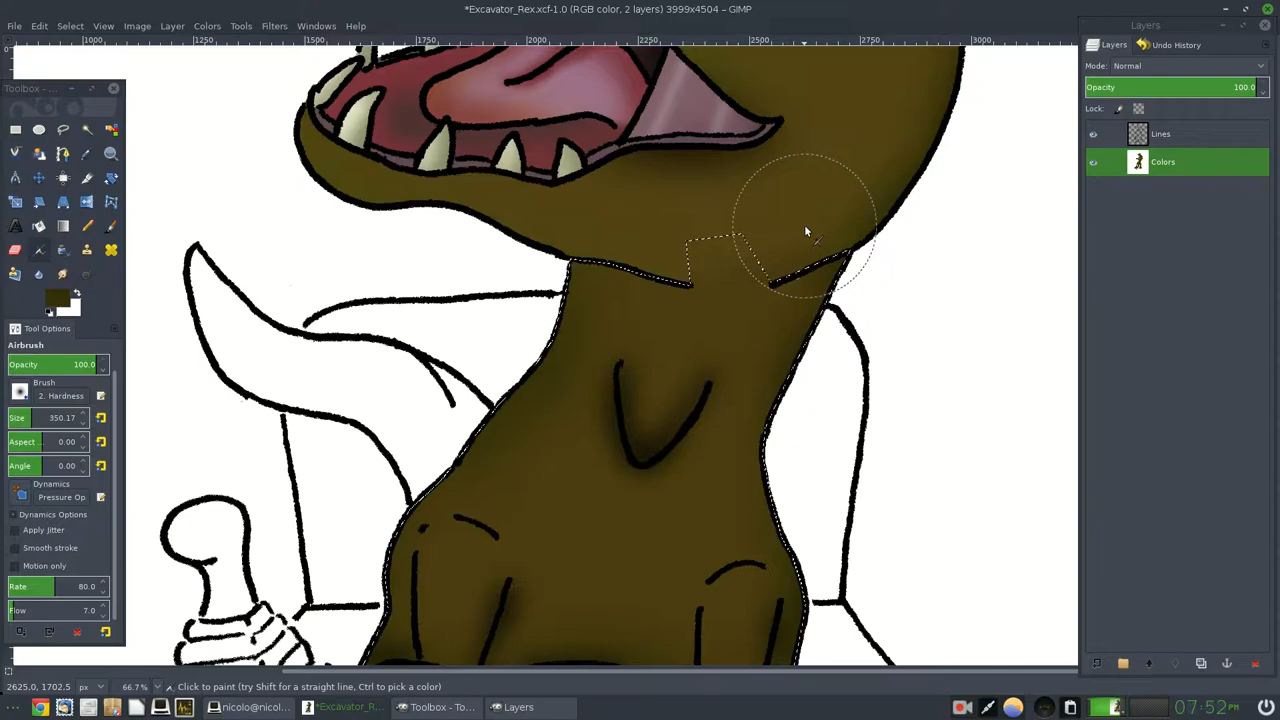 *Excavator_Rex.xcf-1.0 (RGB color, 2 layers) 3999x4504 – GIMP
File Edit Select View Image Layer Colors Tools Filters Windows Help
1000 1250 1500 1750 2000 2250 2500 2750 3000
Toolbox - ...
Tool Options
Airbrush
Opacity 100.0
Brush
2. Hardness
Size 350.17
Aspect ... 0.00
Angle 0.00
Dynamics
Pressure Op
Dynamics Options
Apply Jitter
Smooth stroke
Motion only
Rate 80.0
Flow 7.0
Layers
Layers Undo History
Mode: Normal
Opacity 100.0
Lock:
Lines
Colors
2625.0, 1702.5 px 66.7% Click to paint (try Shift for a straight line, Ctrl to pick a color)
nicolo@nicol... *Excavator_R... Toolbox - To... Layers 07:52 PM